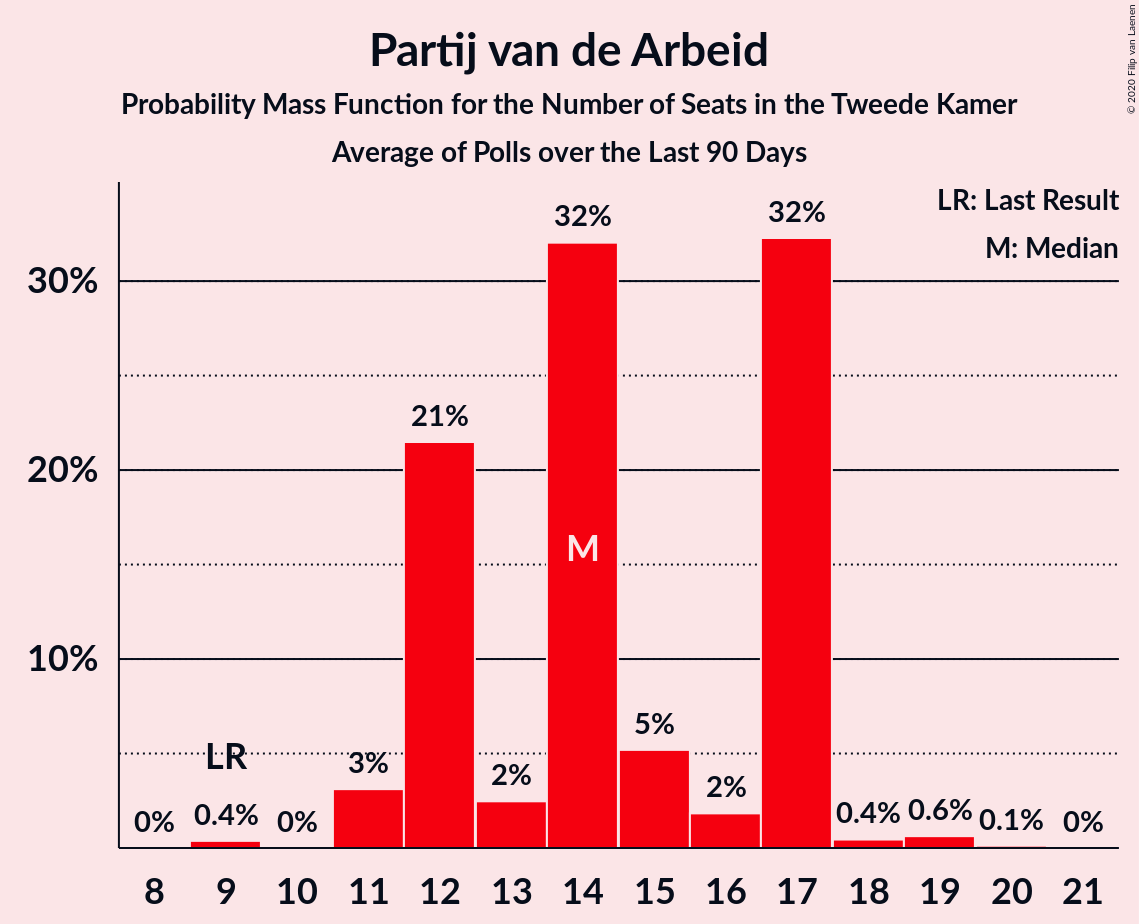 Partij van de Arbeid
Probability Mass Function for the Number of Seats in the Tweede Kamer
Average of Polls over the Last 90 Days
© 2020 Filip van Laenen
LR: Last Result
M: Median
30%
20%
10%
0%
LR
0.4%
0%
3%
21%
2%
32%
M
5%
2%
32%
0.4%
0.6%
0.1%
0%
8 9 10 11 12 13 14 15 16 17 18 19 20 21